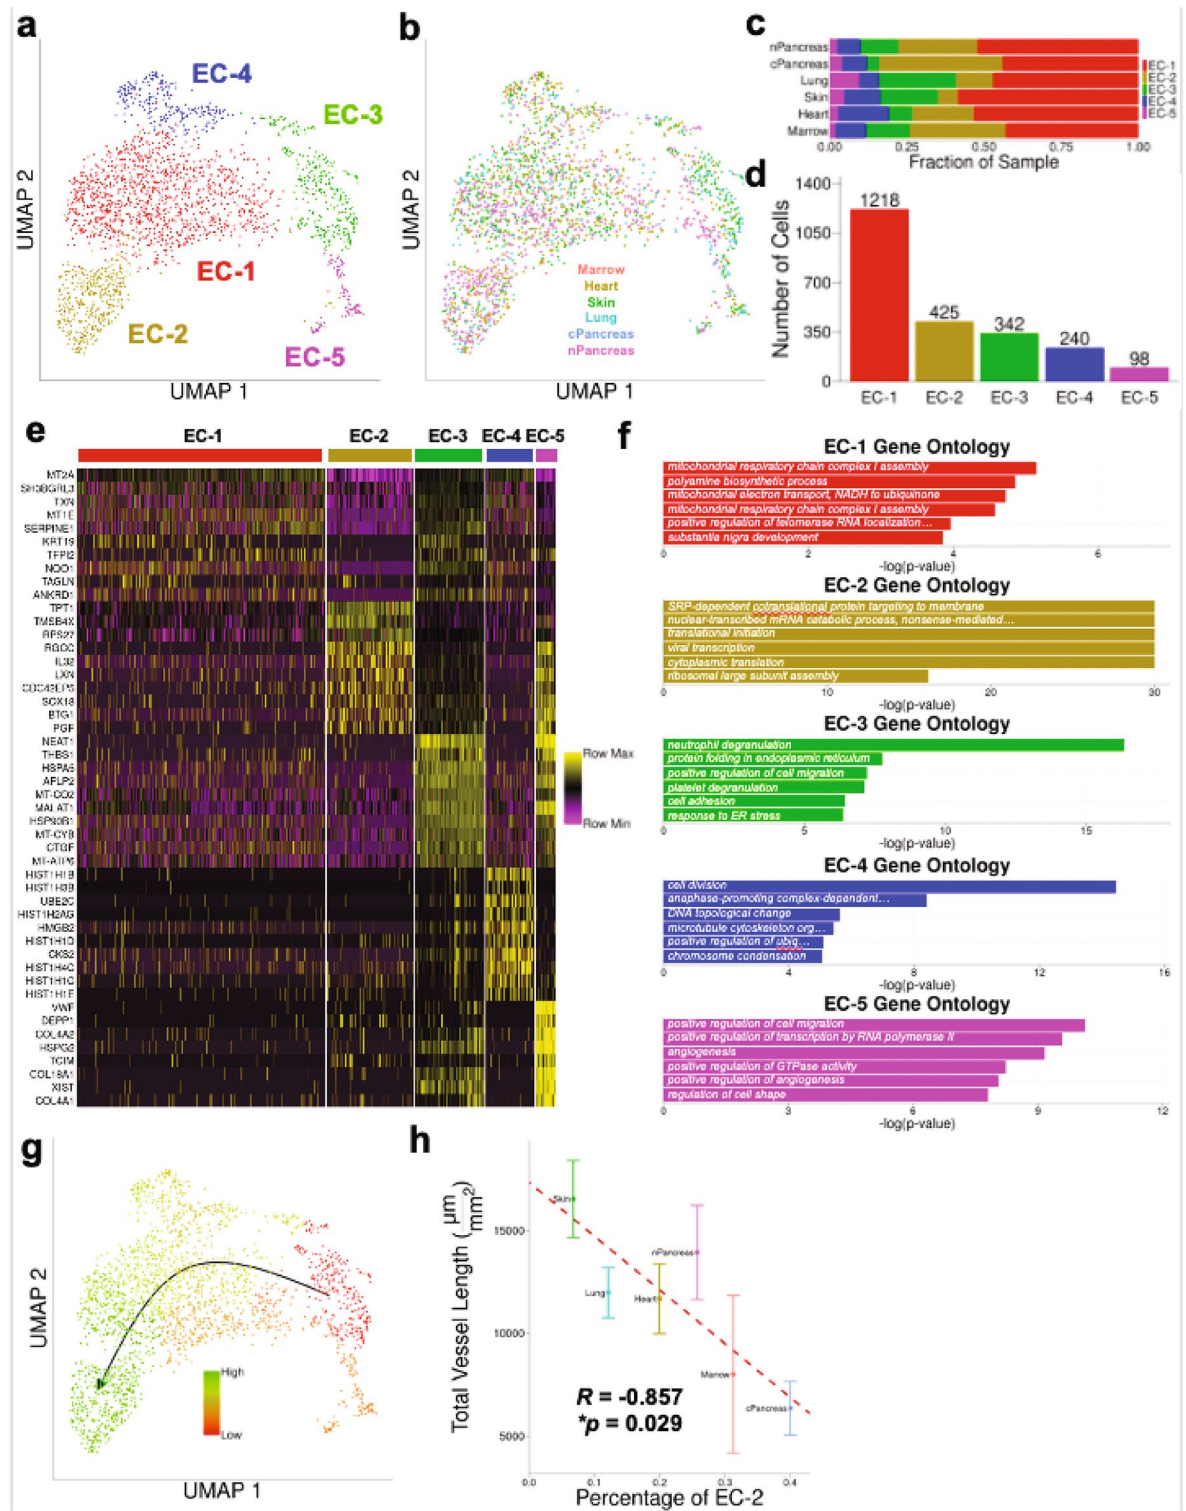 a
EC-4
EC-3
EC-1
EC-2
EC-5
UMAP 2
UMAP 1
b
Marrow
Heart
Skin
Lung
cPancreas
nPancreas
UMAP 2
UMAP 1
c
nPancreas
cPancreas
Lung
Skin
Heart
Marrow
EC-1
EC-2
EC-3
EC-4
EC-5
0.00 0.25 0.50 0.75 1.00
Fraction of Sample
d
Number of Cells
1400
1050
700
350
0
1218
425
342
240
98
EC-1 EC-2 EC-3 EC-4 EC-5
e
EC-1 EC-2 EC-3 EC-4 EC-5
MT2A
SH3BGRL3
TXN
MT1E
SERPINE1
KRT19
TFPI2
NQO1
TAGLN
ANKRD1
TPT1
TMSB4X
RPS27
RGCC
IL32
LXN
CDC42EP5
SOX18
BTG1
PGF
NEAT1
THBS1
HSPA5
APLP2
MT-CO2
MALAT1
HSP90B1
MT-CYB
CTGF
MT-ATP6
HIST1H1B
HIST1H3B
UBE2C
HIST1H2AG
HMGB2
HIST1H1D
CKS2
HIST1H4C
HIST1H1C
HIST1H1E
VWF
DEPP1
COL4A2
HSPG2
TCIM
COL18A1
XIST
COL4A1
Row Max
Row Min
f
EC-1 Gene Ontology
mitochondrial respiratory chain complex I assembly
polyamine biosynthetic process
mitochondrial electron transport, NADH to ubiquinone
mitochondrial respiratory chain complex I assembly
positive regulation of telomerase RNA localization...
substantia nigra development
0 2 4 6
-log(p-value)
EC-2 Gene Ontology
SRP-dependent cotranslational protein targeting to membrane
nuclear-transcribed mRNA catabolic process, nonsense-mediated...
translational initiation
viral transcription
cytoplasmic translation
ribosomal large subunit assembly
0 10 20 30
-log(p-value)
EC-3 Gene Ontology
neutrophil degranulation
protein folding in endoplasmic reticulum
positive regulation of cell migration
platelet degranulation
cell adhesion
response to ER stress
0 5 10 15
-log(p-value)
EC-4 Gene Ontology
cell division
anaphase-promoting complex-dependent...
DNA topological change
microtubule cytoskeleton org...
positive regulation of ubiq...
chromosome condensation
0 4 8 12 16
-log(p-value)
EC-5 Gene Ontology
positive regulation of cell migration
positive regulation of transcription by RNA polymerase II
angiogenesis
positive regulation of GTPase activity
positive regulation of angiogenesis
regulation of cell shape
0 3 6 9 12
-log(p-value)
g
UMAP 2
High
Low
UMAP 1
h
Total Vessel Length (µm/mm2)
15000
10000
5000
Skin
nPancreas
Lung
Heart
Marrow
cPancreas
R = -0.857
*p = 0.029
0.0 0.1 0.2 0.3 0.4
Percentage of EC-2